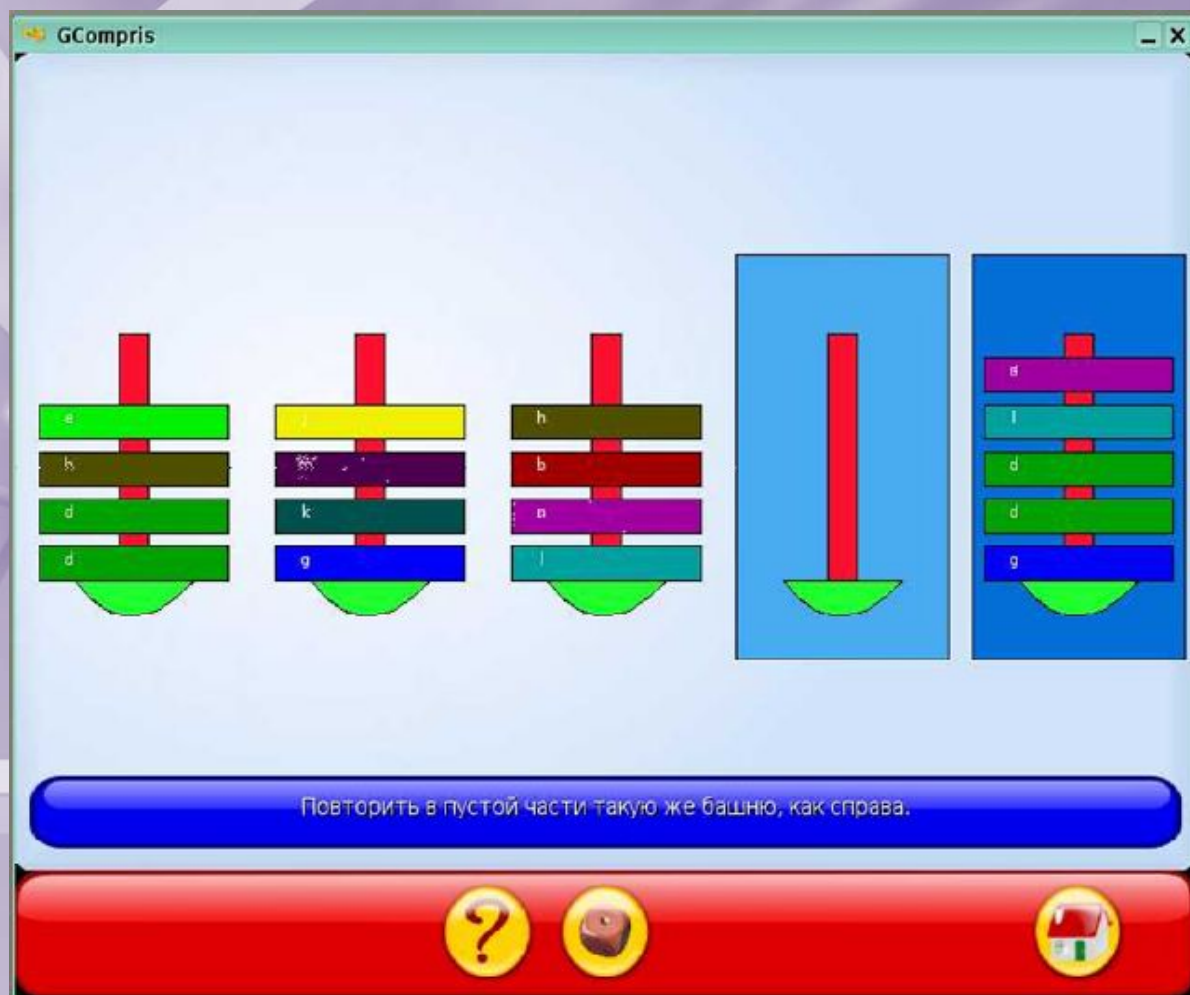 GCompris
e
h
d
d
j
m
k
g
h
b
n
l
l
d
d
g
Повторить в пустой части такую же башню, как справа.
?